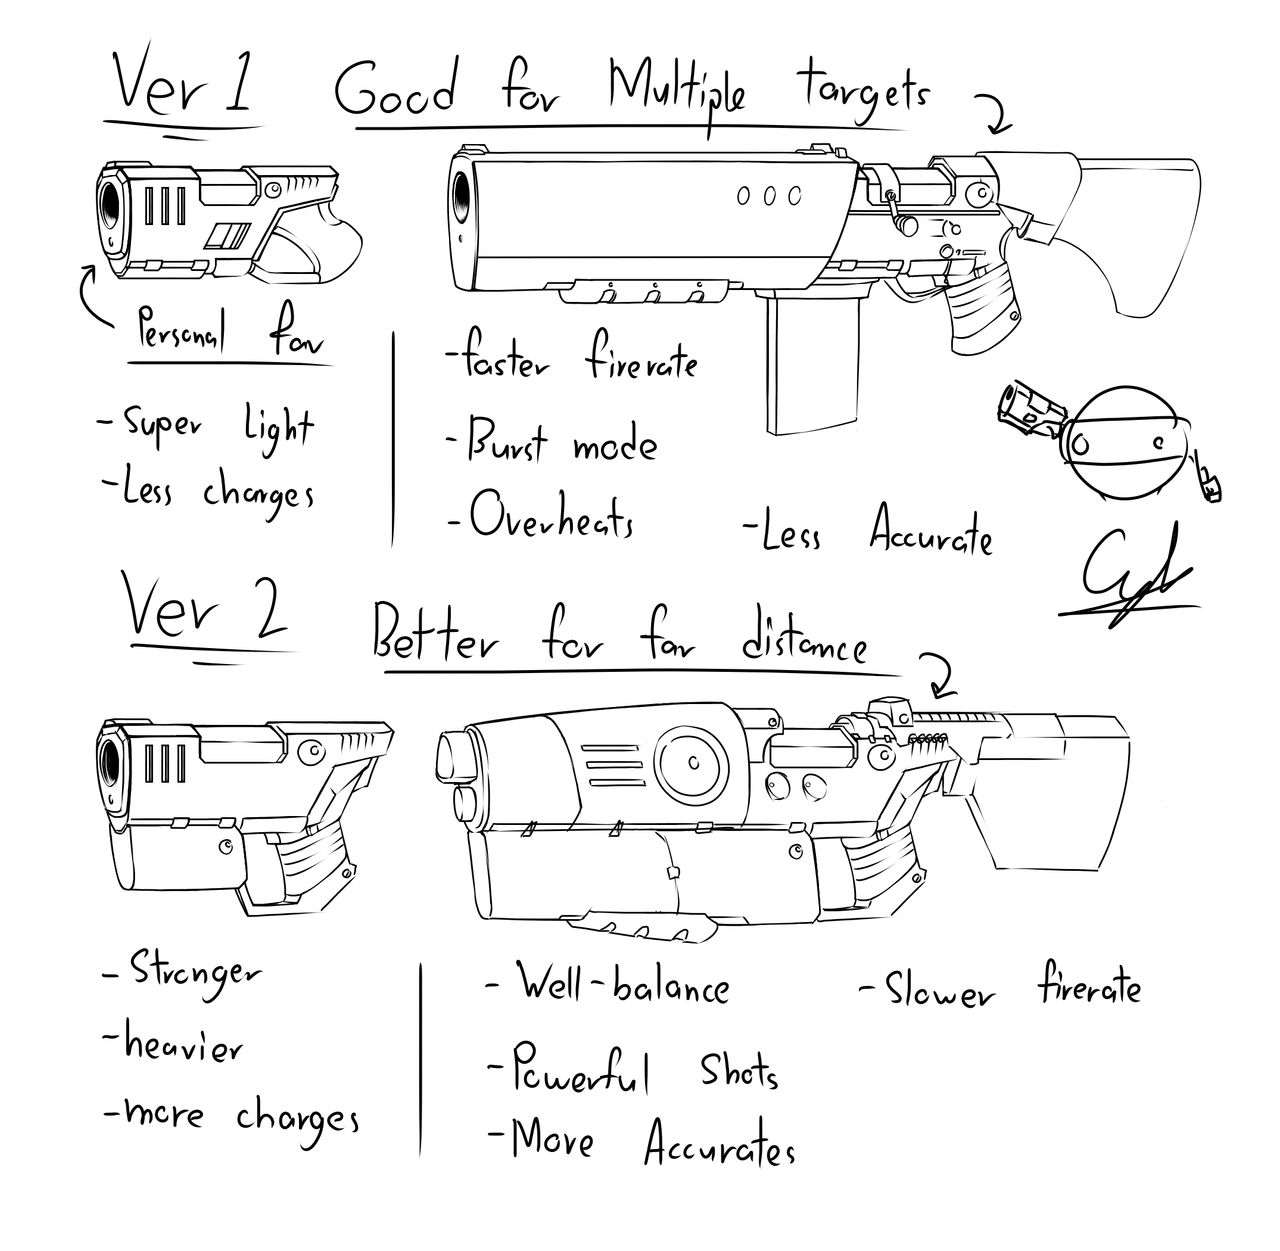 Ver 1
Good for Multiple targets
Personal fav
- Super Light
- Less charges
- faster firerate
- Burst mode
- Overheats
- Less Accurate
Ver 2
Better for far distance
- Stronger
- heavier
- more charges
- Well-balance
- Powerful Shots
- More Accurates
- Slower firerate